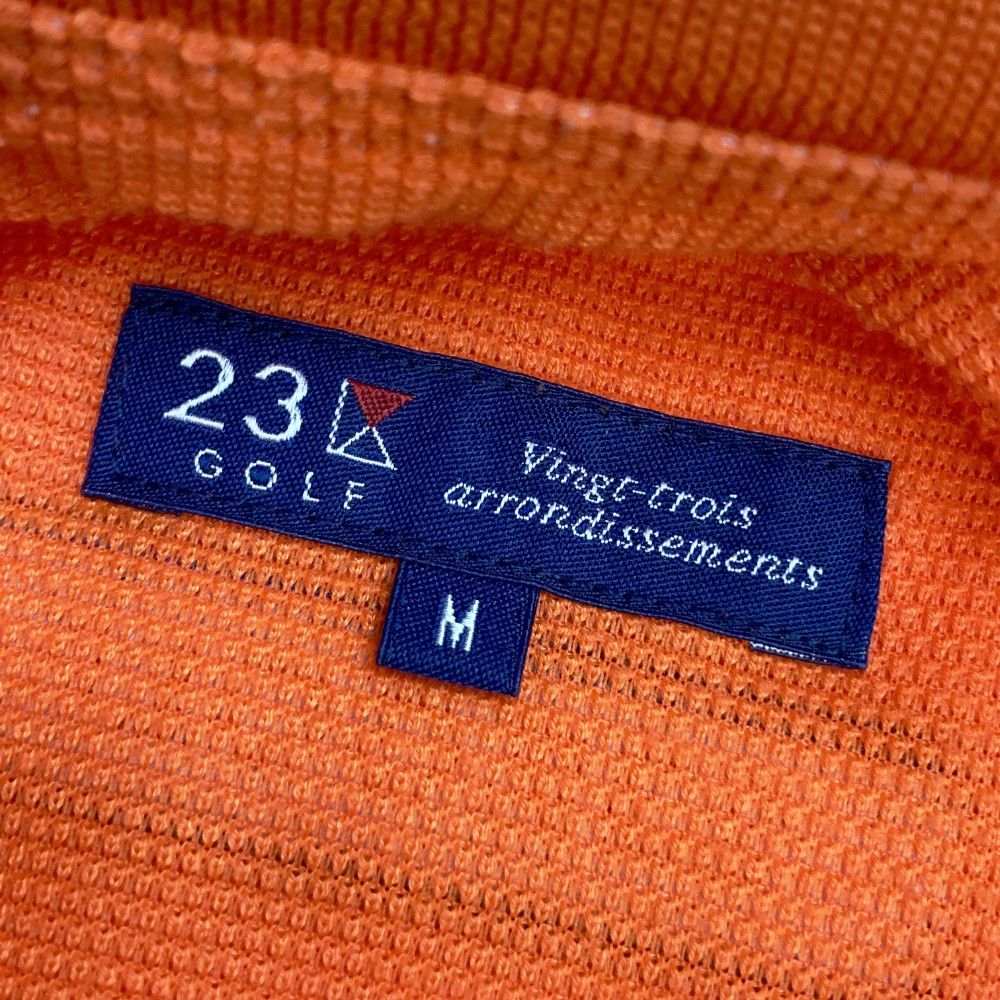 23
GOLF
Vingt-trois
arrondissements
M